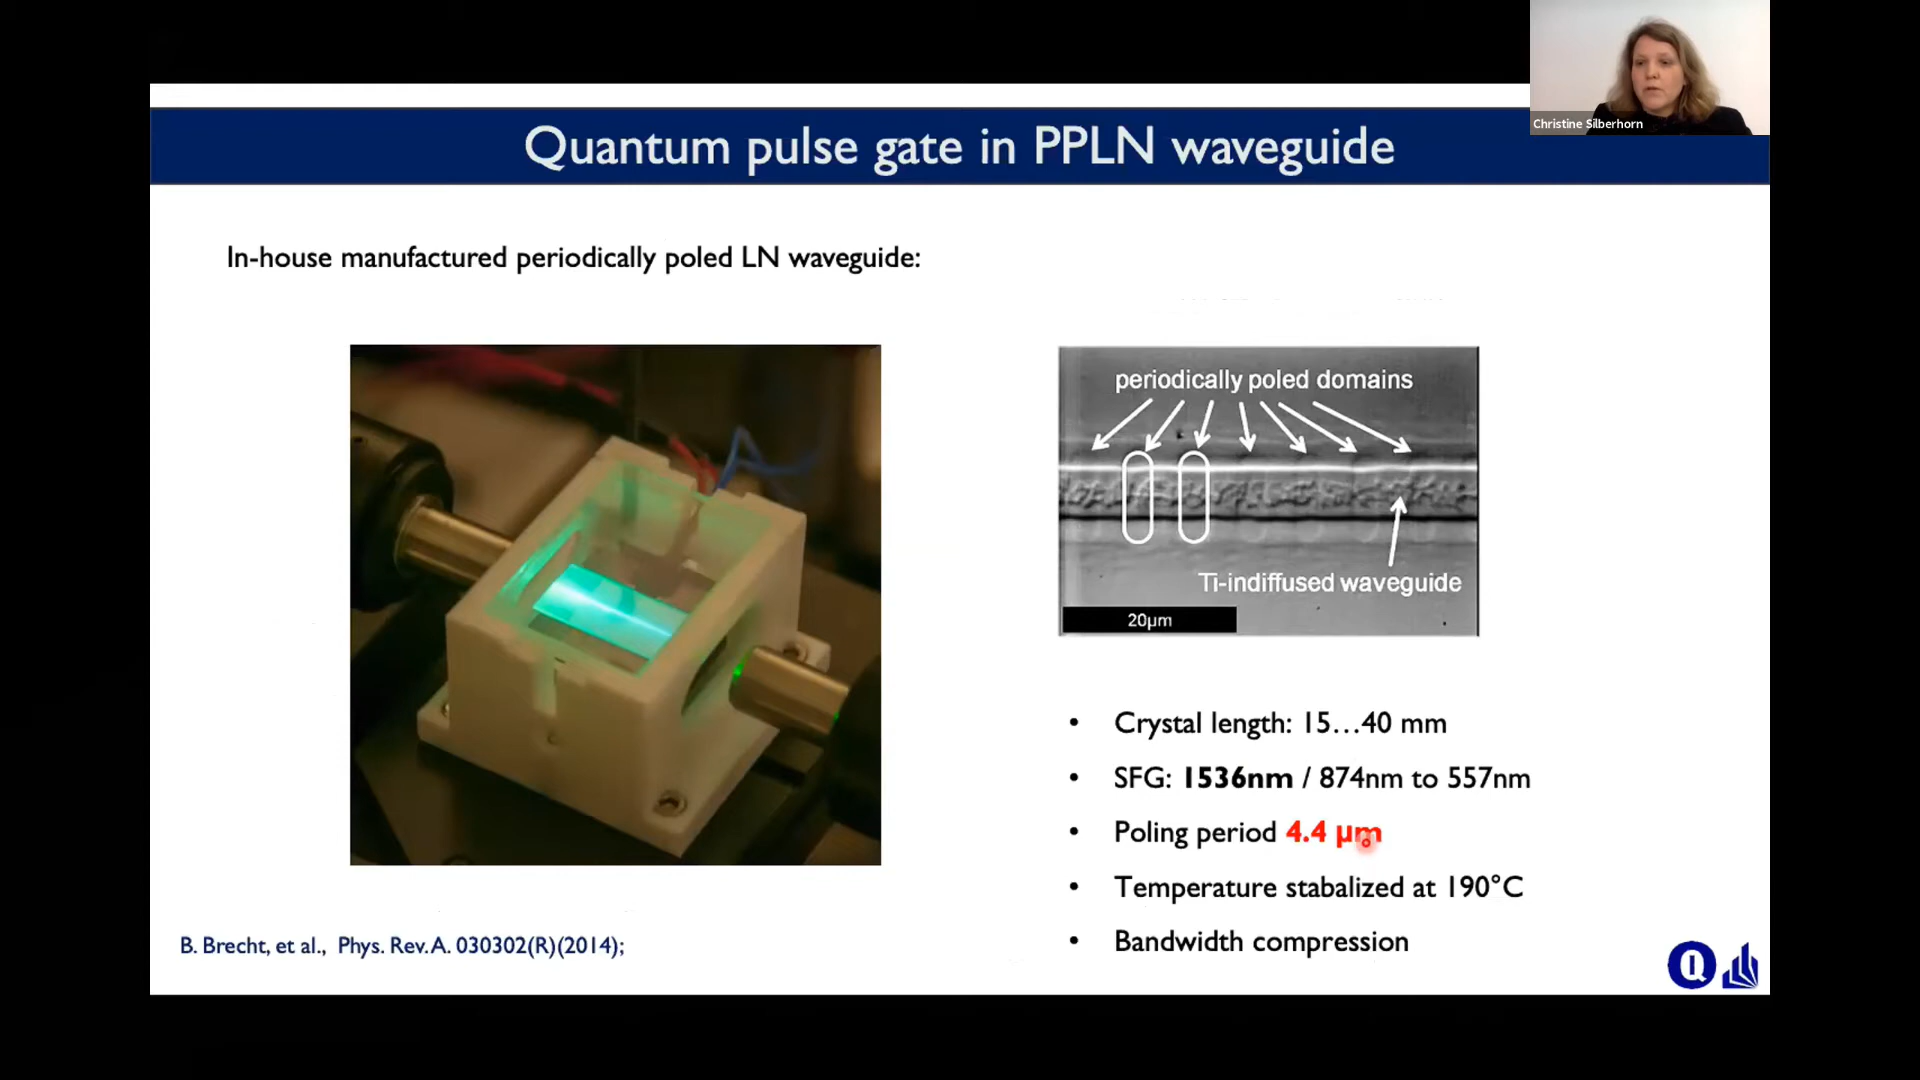 Christine Silberhorn
Quantum pulse gate in PPLN waveguide
In-house manufactured periodically poled LN waveguide:
periodically poled domains
Ti-indiffused waveguide
20µm
• Crystal length: 15…40 mm
• SFG: 1536nm / 874nm to 557nm
• Poling period 4.4 µm
• Temperature stabalized at 190°C
• Bandwidth compression
B. Brecht, et al., Phys. Rev. A. 030302(R)(2014);
Q